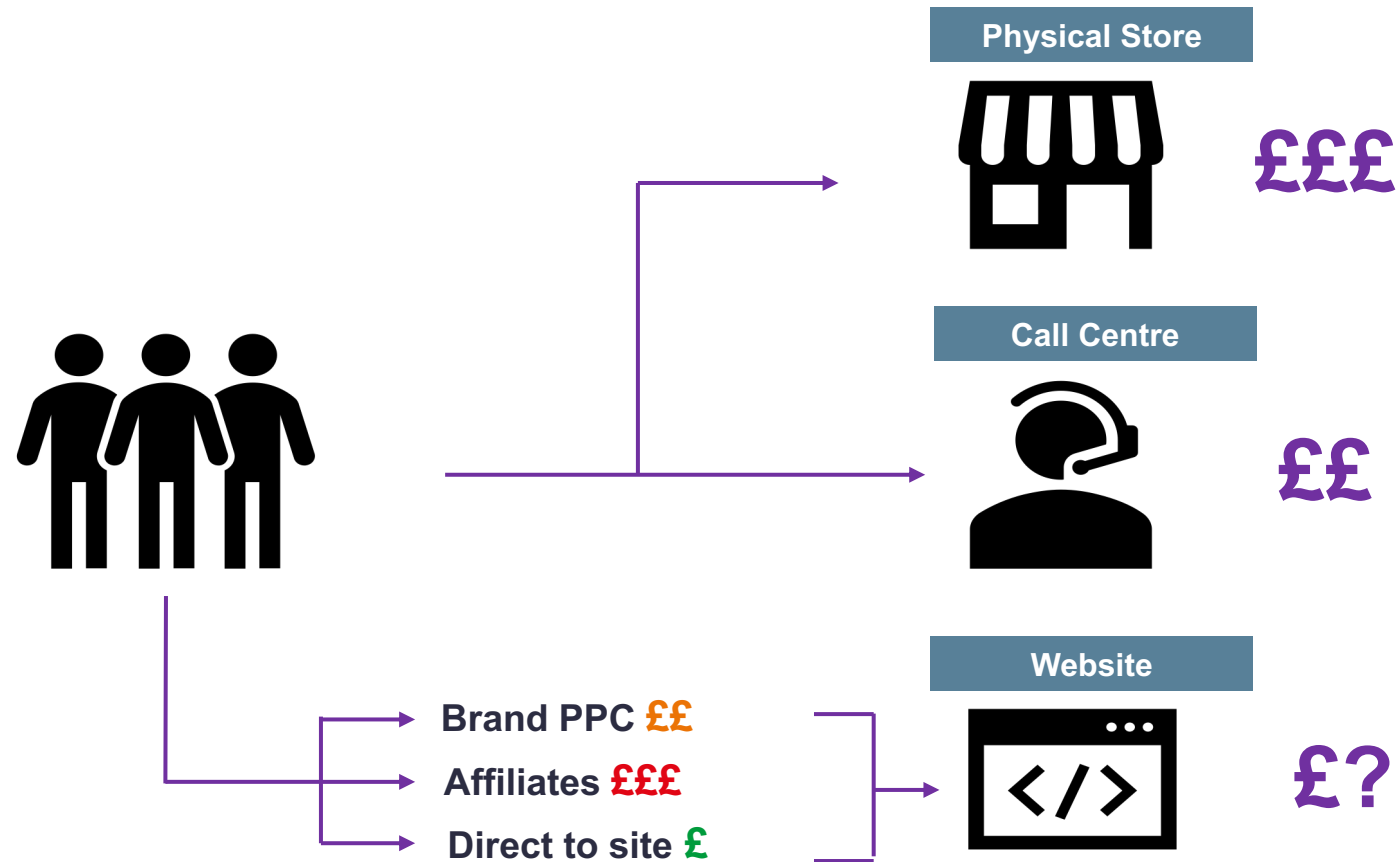 Physical Store
£££
Call Centre
££
Website
</>
£?
Brand PPC ££
Affiliates £££
Direct to site £